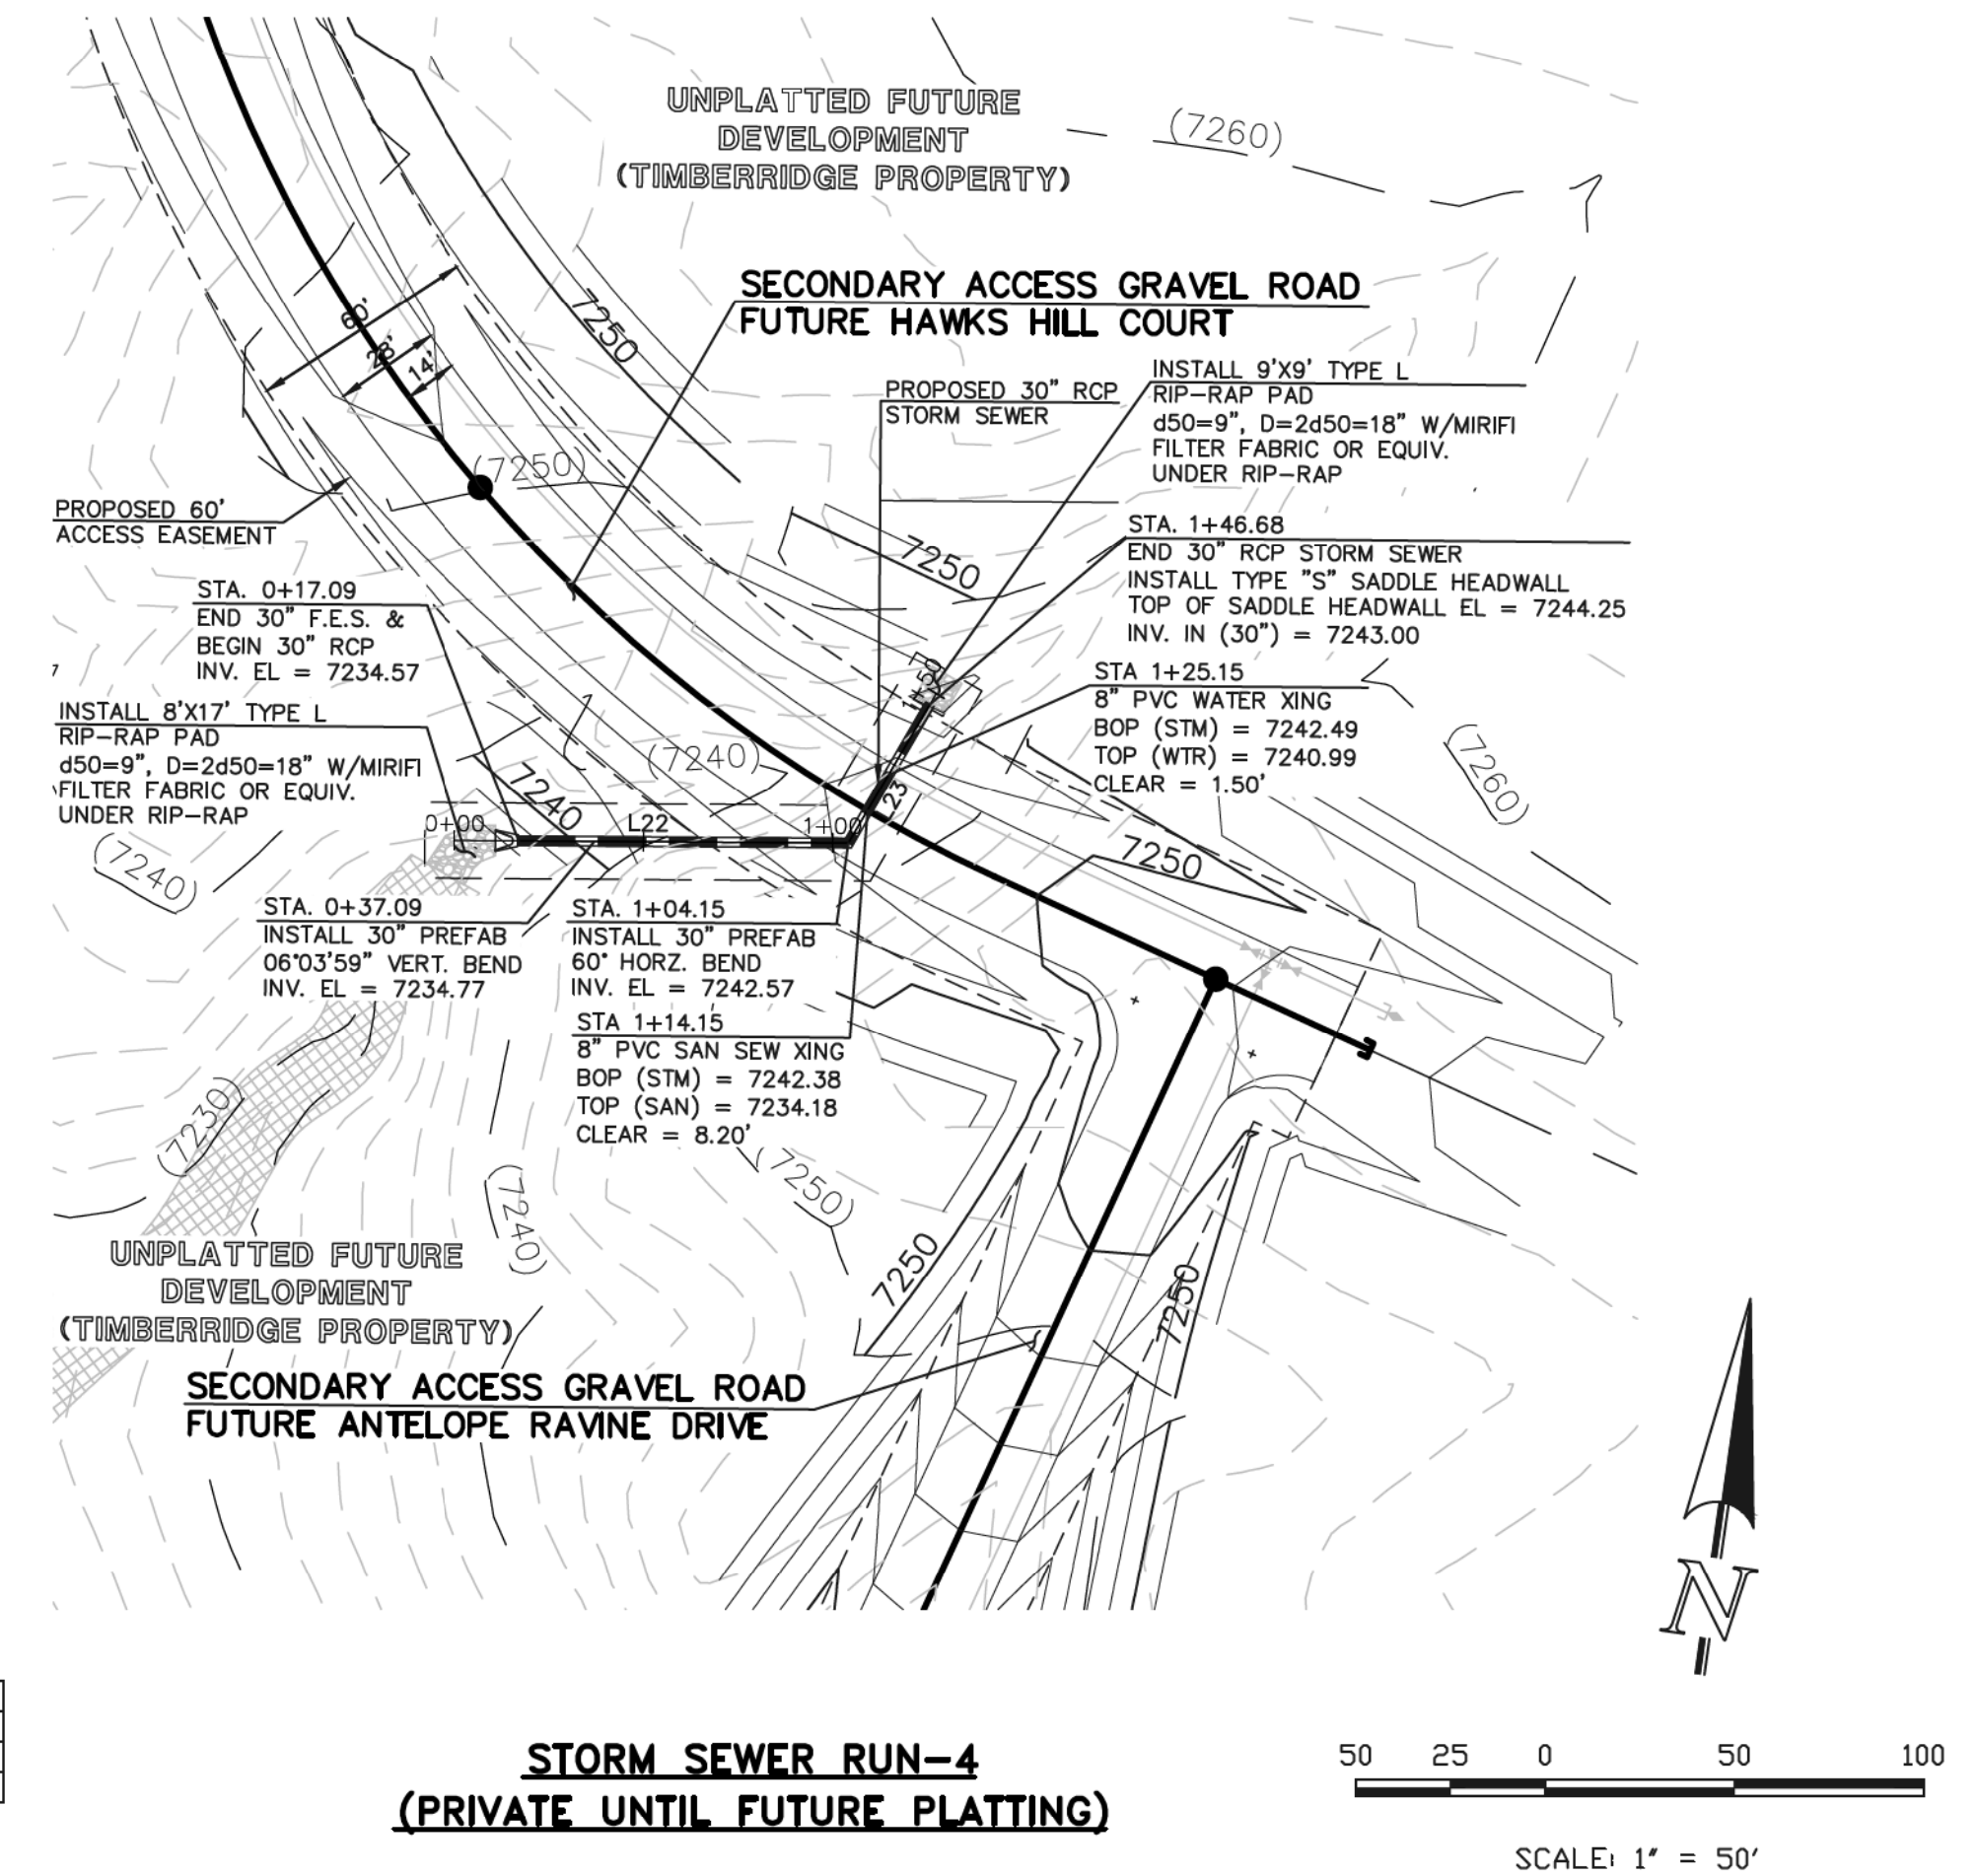 UNPLATTED FUTURE
DEVELOPMENT
(TIMBERRIDGE PROPERTY)
(7260)
SECONDARY ACCESS GRAVEL ROAD
FUTURE HAWKS HILL COURT
7250
60'
28'
14'
PROPOSED 30" RCP
STORM SEWER
INSTALL 9'X9' TYPE L
RIP-RAP PAD
d50=9", D=2d50=18" W/MIRIFI
FILTER FABRIC OR EQUIV.
UNDER RIP-RAP
(7250)
PROPOSED 60'
ACCESS EASEMENT
7250
STA. 1+46.68
END 30" RCP STORM SEWER
INSTALL TYPE "S" SADDLE HEADWALL
TOP OF SADDLE HEADWALL EL = 7244.25
INV. IN (30") = 7243.00
STA. 0+17.09
END 30" F.E.S. &
BEGIN 30" RCP
INV. EL = 7234.57
STA 1+25.15
8" PVC WATER XING
BOP (STM) = 7242.49
TOP (WTR) = 7240.99
CLEAR = 1.50'
INSTALL 8'X17' TYPE L
RIP-RAP PAD
d50=9", D=2d50=18" W/MIRIFI
FILTER FABRIC OR EQUIV.
UNDER RIP-RAP
(7240)
7240
(7260)
0+00
L22
1+00
7250
(7240)
STA. 0+37.09
INSTALL 30" PREFAB
06°03'59" VERT. BEND
INV. EL = 7234.77
STA. 1+04.15
INSTALL 30" PREFAB
60° HORZ. BEND
INV. EL = 7242.57
STA 1+14.15
8" PVC SAN SEW XING
BOP (STM) = 7242.38
TOP (SAN) = 7234.18
CLEAR = 8.20'
(7230)
(7240)
(7250)
7250
7250
UNPLATTED FUTURE
DEVELOPMENT
(TIMBERRIDGE PROPERTY)
SECONDARY ACCESS GRAVEL ROAD
FUTURE ANTELOPE RAVINE DRIVE
N
STORM SEWER RUN-4
(PRIVATE UNTIL FUTURE PLATTING)
50 25 0 50 100
SCALE: 1" = 50'